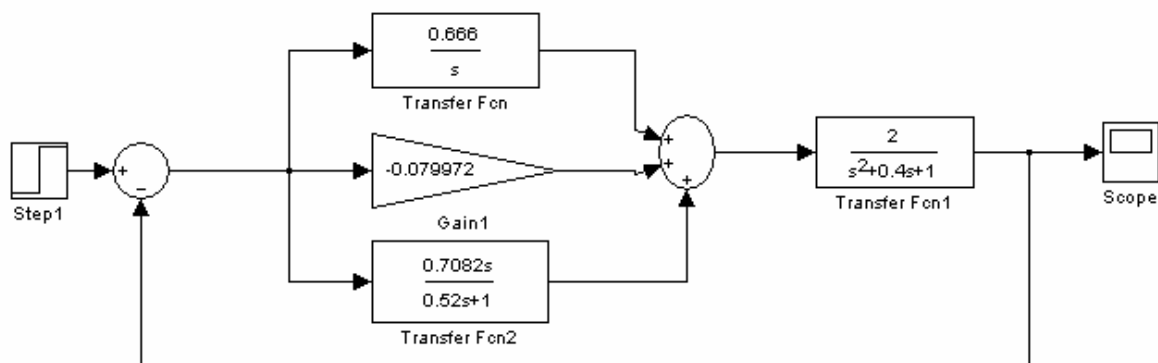 0.666
s
Transfer Fcn
+
−
Step1
-0.079972
Gain1
+
+
+
2
s²+0.4s+1
Transfer Fcn1
Scope
0.7082s
0.52s+1
Transfer Fcn2